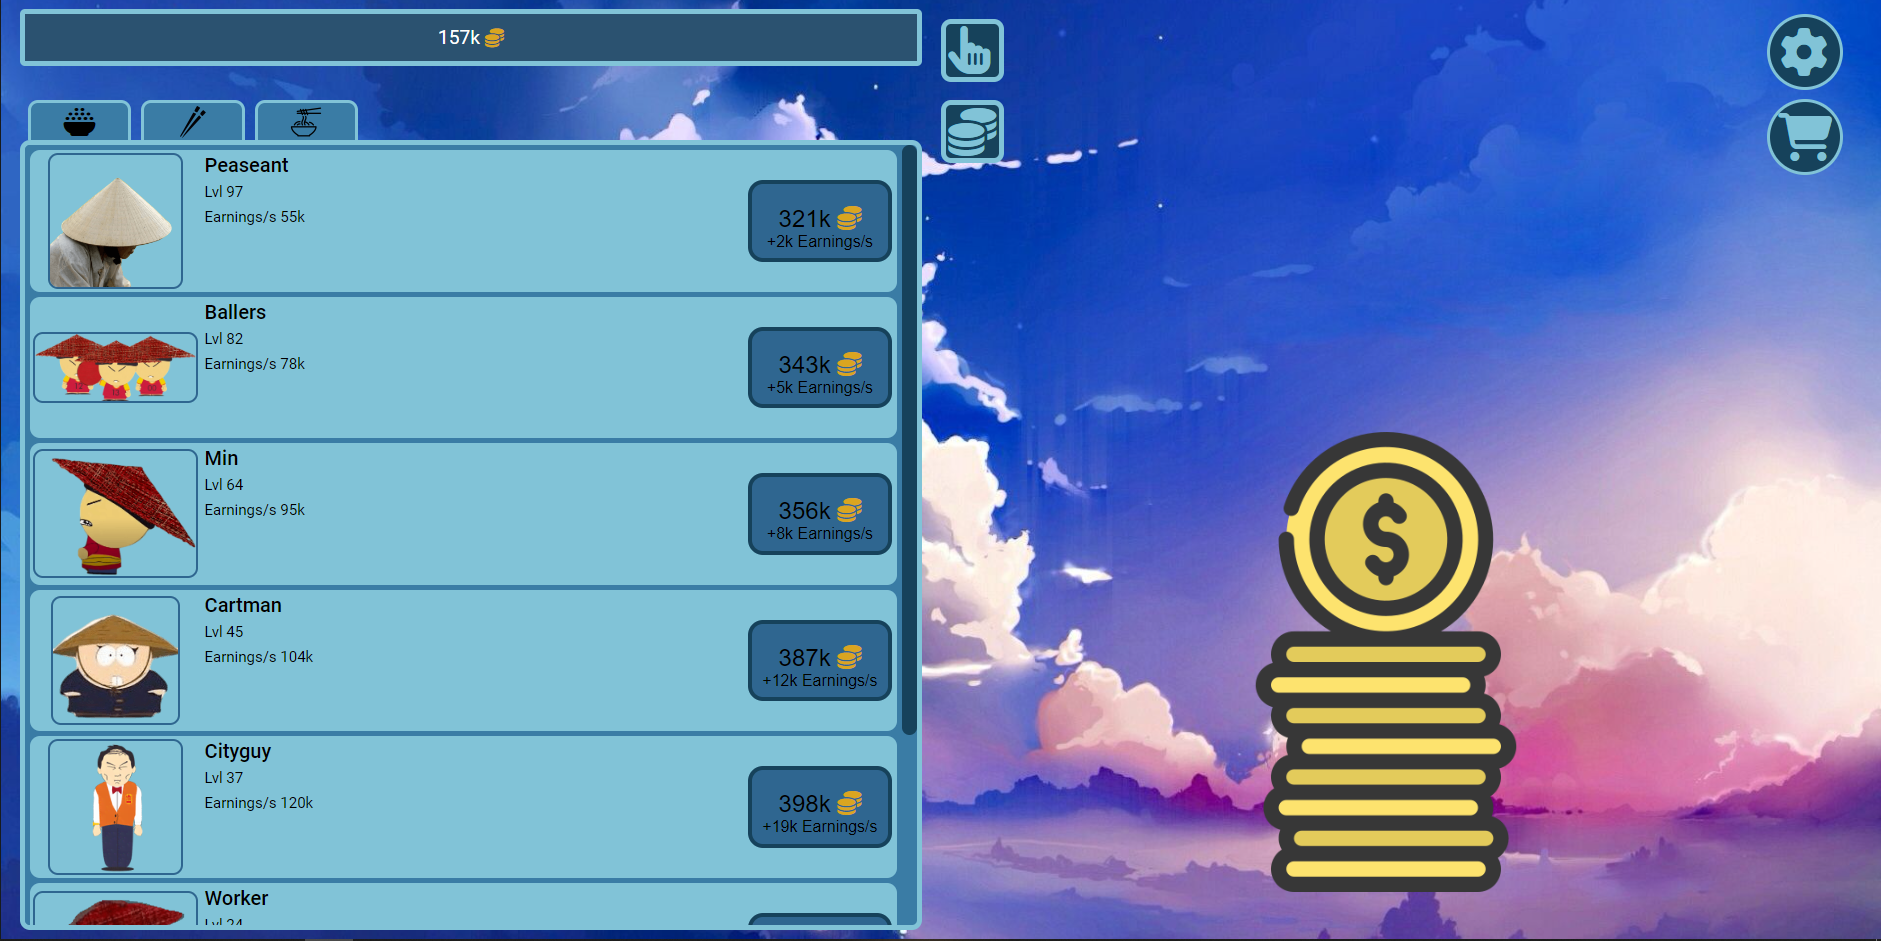 157k
Peaseant
Lvl 97
Earnings/s 55k
321k
+2k Earnings/s
Ballers
Lvl 82
Earnings/s 78k
343k
+5k Earnings/s
Min
Lvl 64
Earnings/s 95k
356k
+8k Earnings/s
Cartman
Lvl 45
Earnings/s 104k
387k
+12k Earnings/s
Cityguy
Lvl 37
Earnings/s 120k
398k
+19k Earnings/s
Worker
Lvl 24
$